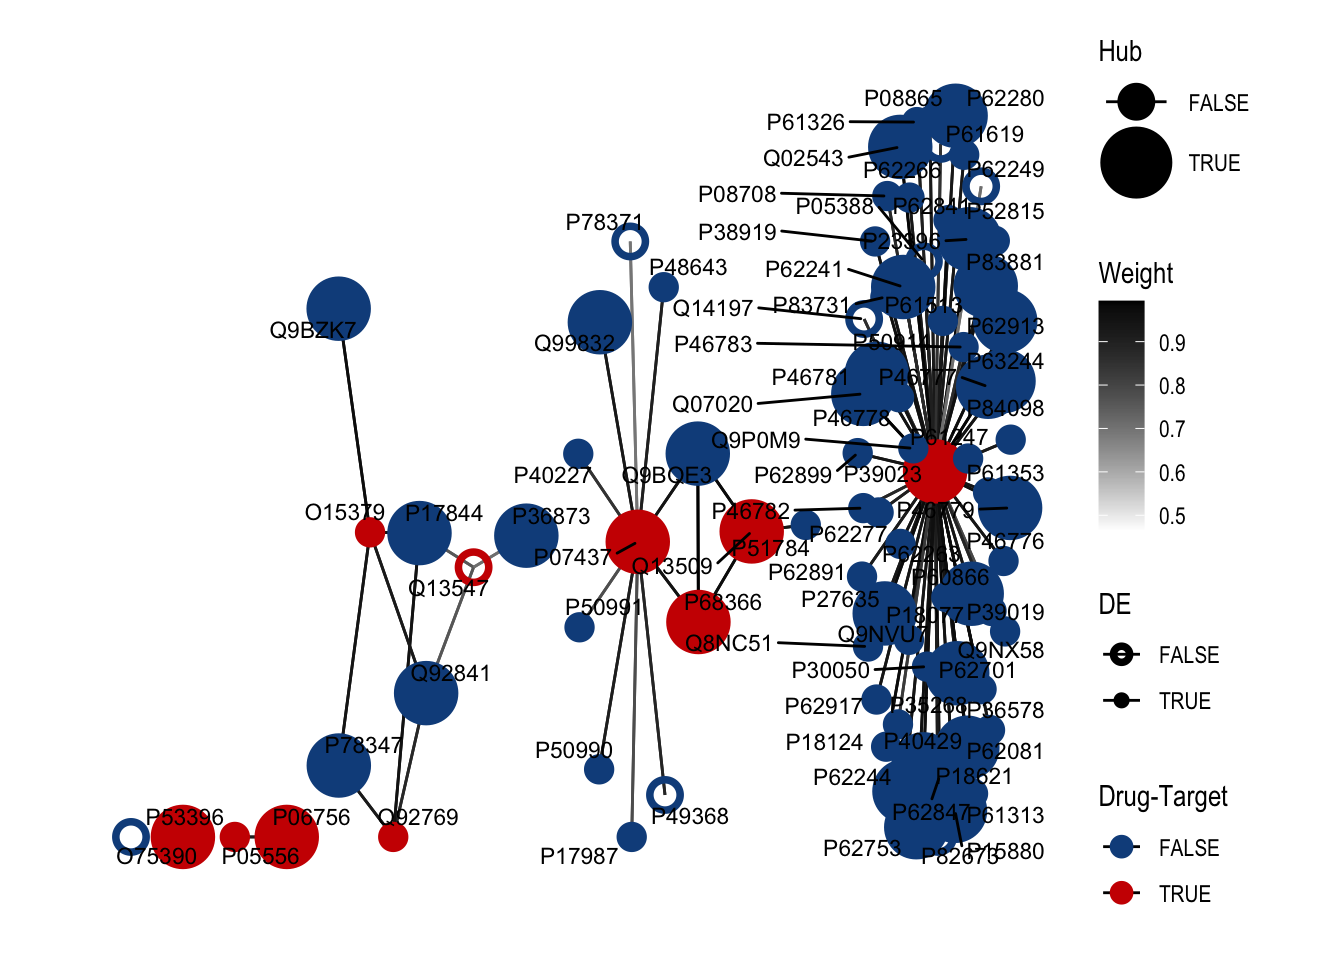 Hub
FALSE
TRUE
Weight
0.9
0.8
0.7
0.6
0.5
DE
FALSE
TRUE
Drug-Target
FALSE
TRUE
P08865
P62280
P61326
P61619
Q02543
P62266
P62249
P08708
P05388
P62841
P52815
P38919
P23396
P62241
P83881
Q14197
P83731
P61513
P62913
P46783
P50914
P63244
P46781
P46777
Q07020
P84098
P46778
Q9P0M9
P61247
P62899
P39023
P61353
P46782
P46779
P62277
P46776
P62263
P62891
P60866
P27635
P18077
P39019
Q9NVU7
Q8NC51
Q9NX58
P30050
P62701
P62917
P35268
P36578
P18124
P40429
P62081
P62244
P18621
P62847
P61313
P62753
P82673
P15880
P78371
P48643
Q99832
P40227
Q9BQE3
P07437
Q13509
P51784
P50991
P68366
P50990
P49368
P17987
Q9BZK7
O15379
P17844
P36873
Q13547
Q92841
P78347
Q92769
P53396
O75390
P06756
P05556